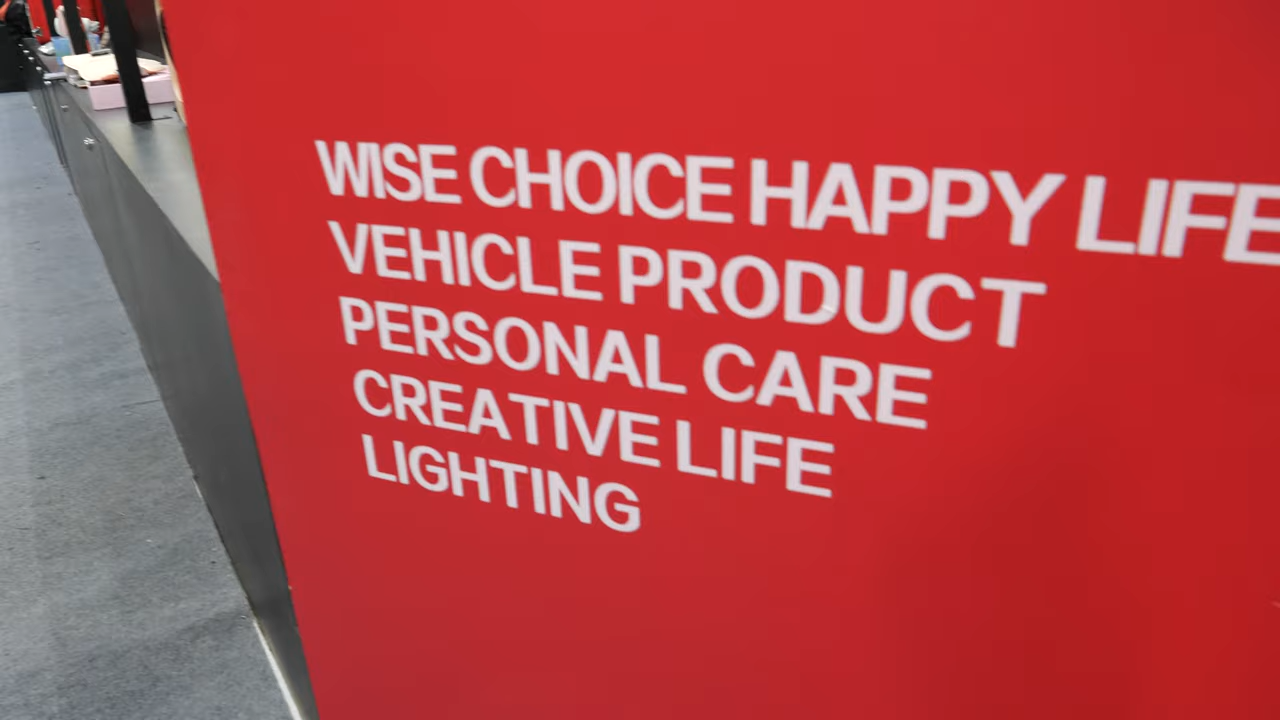 WISE CHOICE HAPPY LIFE
VEHICLE PRODUCT
PERSONAL CARE
CREATIVE LIFE
LIGHTING